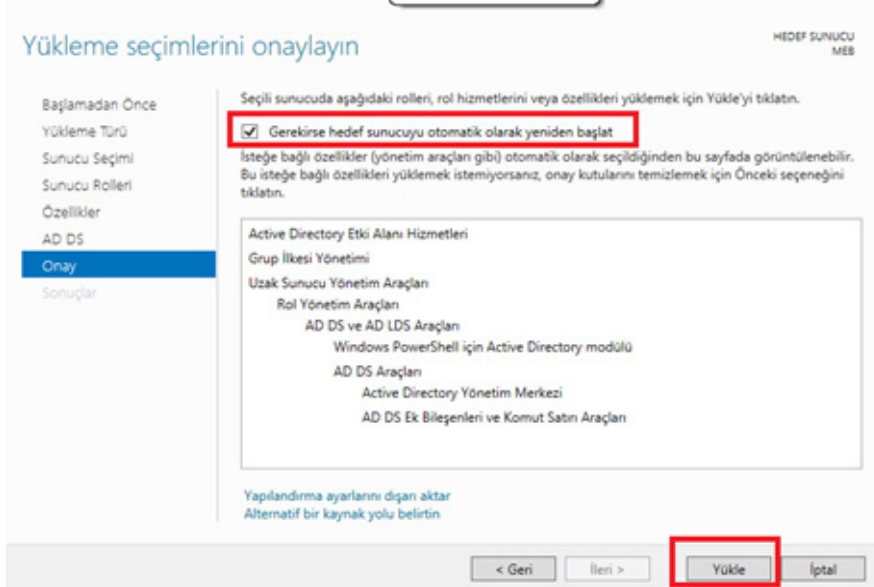 Yükleme seçimlerini onaylayın
HEDEF SUNUCU
MEB
Başlamadan Önce
Yükleme Türü
Sunucu Seçimi
Sunucu Rolleri
Özellikler
AD DS
Onay
Sonuçlar
Seçili sunucuda aşağıdaki rolleri, rol hizmetlerini veya özellikleri yüklemek için Yükle'yi tıklatın.
Gerekirse hedef sunucuyu otomatik olarak yeniden başlat
İsteğe bağlı özellikler (yönetim araçları gibi) otomatik olarak seçildiğinden bu sayfada görüntülenebilir.
Bu isteğe bağlı özellikleri yüklemek istemiyorsanız, onay kutularını temizlemek için Önceki seçeneğini
tıklatın.
Active Directory Etki Alanı Hizmetleri
Grup İlkesi Yönetimi
Uzak Sunucu Yönetim Araçları
Rol Yönetim Araçları
AD DS ve AD LDS Araçları
Windows PowerShell için Active Directory modülü
AD DS Araçları
Active Directory Yönetim Merkezi
AD DS Ek Bileşenleri ve Komut Satırı Araçları
Yapılandırma ayarlarını dışarı aktar
Alternatif bir kaynak yolu belirtin
< Geri
İleri >
Yükle
İptal